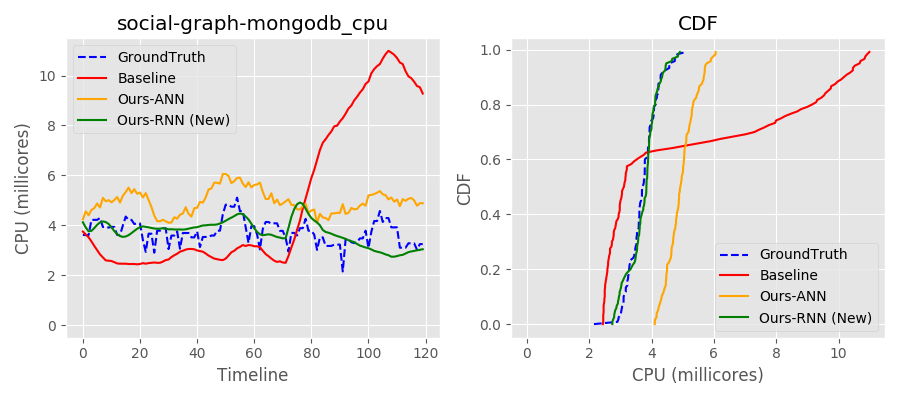 social-graph-mongodb_cpu
GroundTruth
Baseline
Ours-ANN
Ours-RNN (New)
CPU (millicores)
10
8
6
4
2
0
0
20
40
60
80
100
120
Timeline
CDF
CDF
1.0
0.8
0.6
0.4
0.2
0.0
GroundTruth
Baseline
Ours-ANN
Ours-RNN (New)
0
2
4
6
8
10
CPU (millicores)